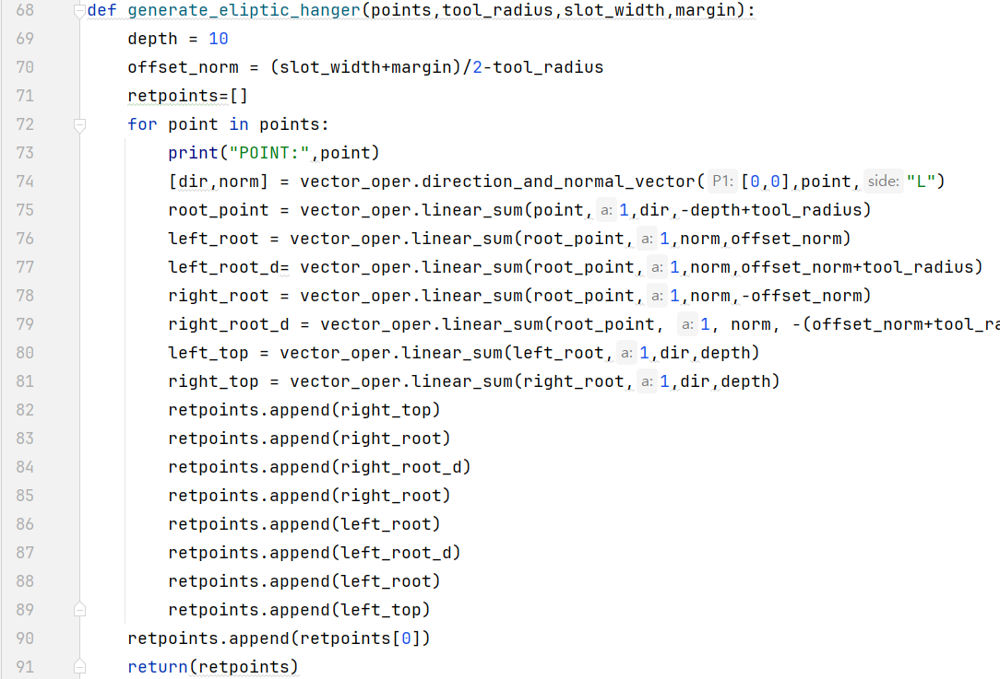 68 def generate_eliptic_hanger(points,tool_radius,slot_width,margin):
69 depth = 10
70 offset_norm = (slot_width+margin)/2-tool_radius
71 retpoints=[]
72 for point in points:
73 print("POINT:",point)
74 [dir,norm] = vector_oper.direction_and_normal_vector( P1: [0,0],point, side: "L")
75 root_point = vector_oper.linear_sum(point, a: 1,dir,-depth+tool_radius)
76 left_root = vector_oper.linear_sum(root_point, a: 1,norm,offset_norm)
77 left_root_d= vector_oper.linear_sum(root_point, a: 1,norm,offset_norm+tool_radius)
78 right_root = vector_oper.linear_sum(root_point, a: 1,norm,-offset_norm)
79 right_root_d = vector_oper.linear_sum(root_point, a: 1, norm, -(offset_norm+tool_ra
80 left_top = vector_oper.linear_sum(left_root, a: 1,dir,depth)
81 right_top = vector_oper.linear_sum(right_root, a: 1,dir,depth)
82 retpoints.append(right_top)
83 retpoints.append(right_root)
84 retpoints.append(right_root_d)
85 retpoints.append(right_root)
86 retpoints.append(left_root)
87 retpoints.append(left_root_d)
88 retpoints.append(left_root)
89 retpoints.append(left_top)
90 retpoints.append(retpoints[0])
91 return(retpoints)